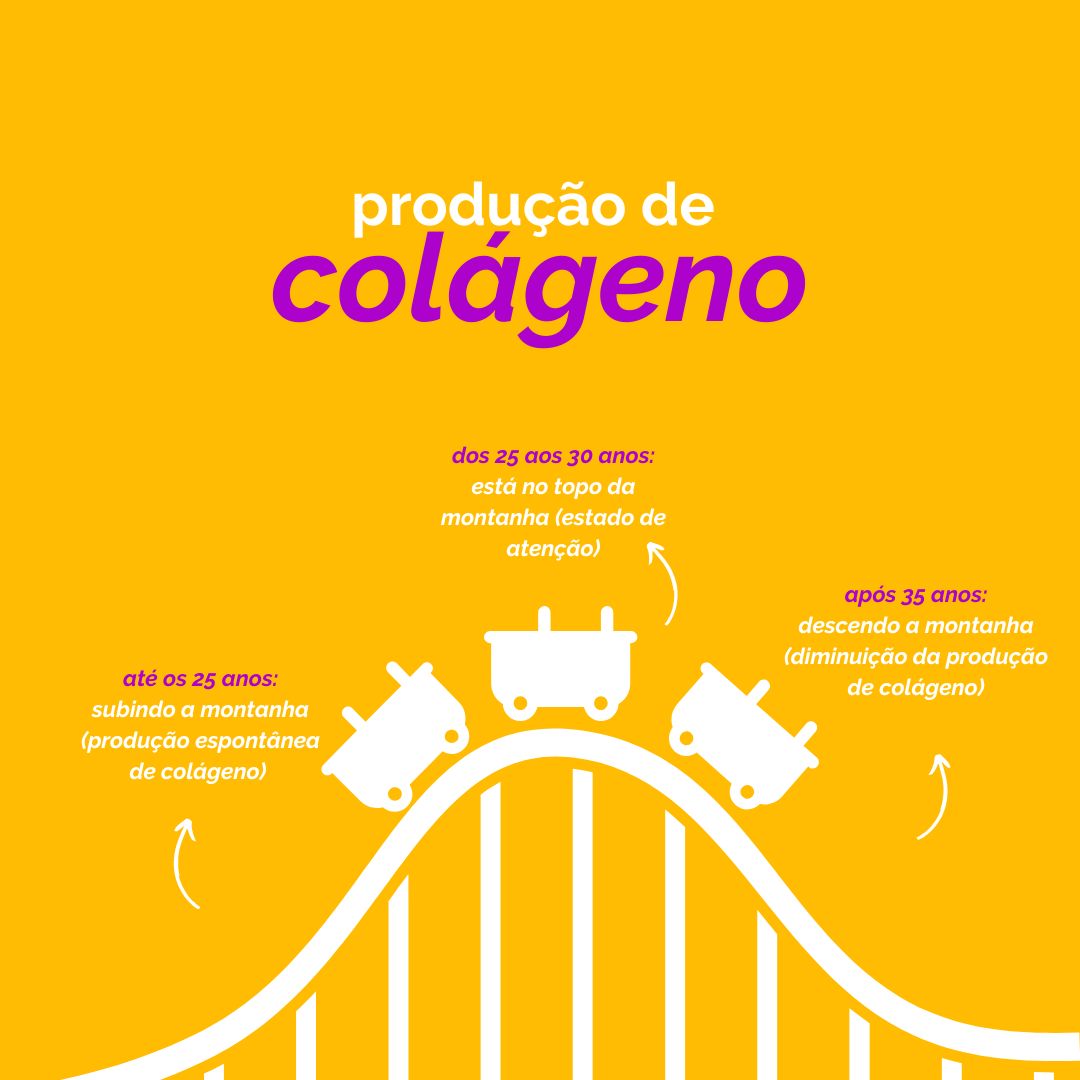 produção de
colágeno
dos 25 aos 30 anos:
está no topo da
montanha (estado de
atenção)
após 35 anos:
descendo a montanha
(diminuição da produção
de colágeno)
até os 25 anos:
subindo a montanha
(produção espontânea
de colágeno)